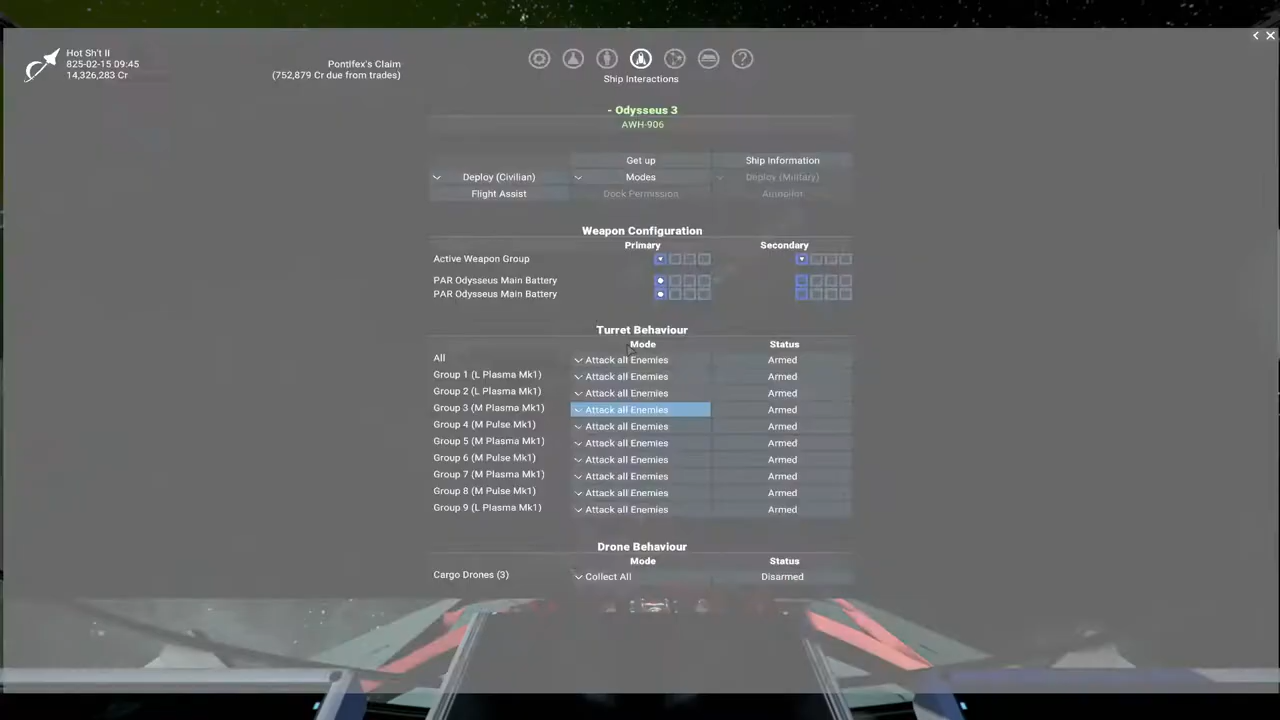 Hot Sh't II
825-02-15 09:45
14,326,283 Cr
Pontifex's Claim
(752,879 Cr due from trades)
Ship Interactions
- Odysseus 3
AWH-906
Get up Ship Information
Deploy (Civilian) Modes Deploy (Military)
Flight Assist Dock Permission Autopilot
Weapon Configuration
Primary Secondary
Active Weapon Group
PAR Odysseus Main Battery
PAR Odysseus Main Battery
Turret Behaviour
Mode Status
All Attack all Enemies Armed
Group 1 (L Plasma Mk1) Attack all Enemies Armed
Group 2 (L Plasma Mk1) Attack all Enemies Armed
Group 3 (M Plasma Mk1) Attack all Enemies Armed
Group 4 (M Pulse Mk1) Attack all Enemies Armed
Group 5 (M Plasma Mk1) Attack all Enemies Armed
Group 6 (M Pulse Mk1) Attack all Enemies Armed
Group 7 (M Plasma Mk1) Attack all Enemies Armed
Group 8 (M Pulse Mk1) Attack all Enemies Armed
Group 9 (L Plasma Mk1) Attack all Enemies Armed
Drone Behaviour
Mode Status
Cargo Drones (3) Collect All Disarmed